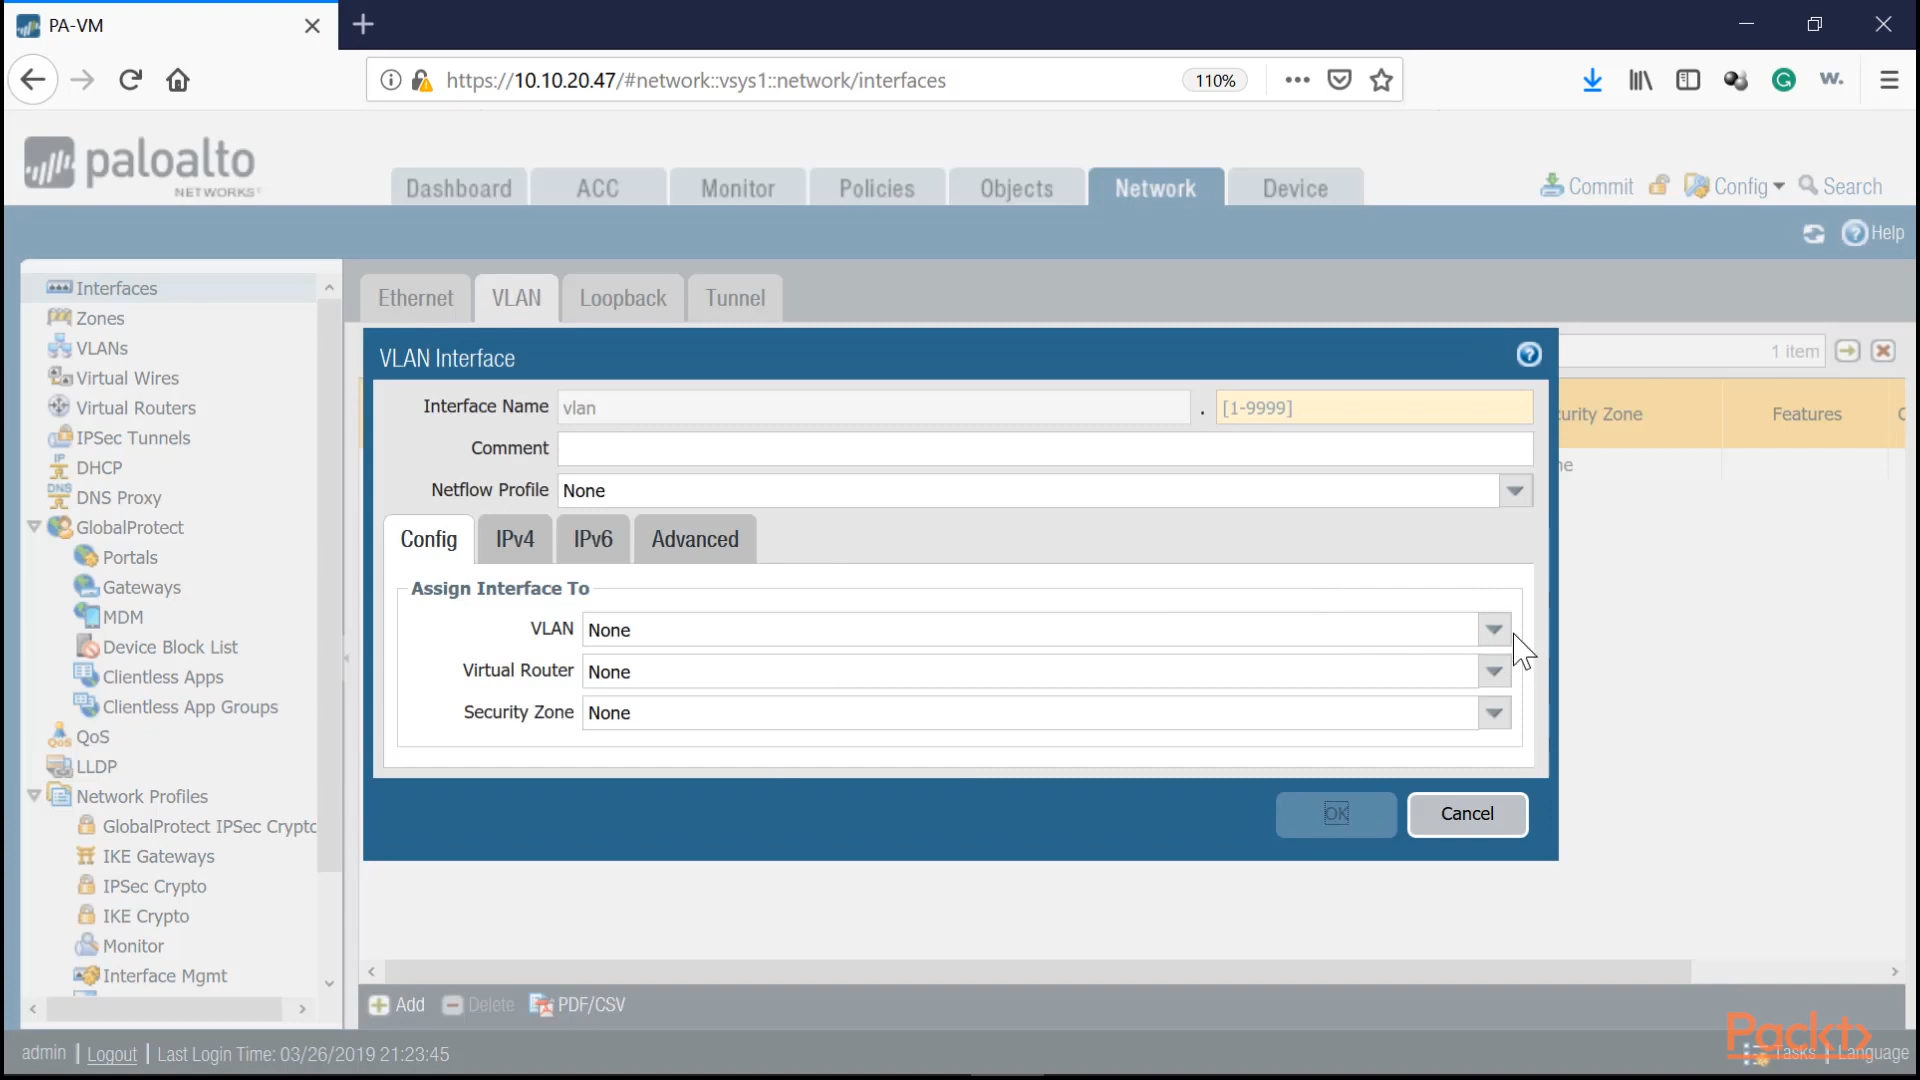 PA-VM
https://10.10.20.47/#network::vsys1::network/interfaces
110%
paloalto
NETWORKS
Dashboard
ACC
Monitor
Policies
Objects
Network
Device
Commit
Config
Search
Help
Interfaces
Zones
VLANs
Virtual Wires
Virtual Routers
IPSec Tunnels
DHCP
DNS Proxy
GlobalProtect
Portals
Gateways
MDM
Device Block List
Clientless Apps
Clientless App Groups
QoS
LLDP
Network Profiles
GlobalProtect IPSec Crypto
IKE Gateways
IPSec Crypto
IKE Crypto
Monitor
Interface Mgmt
Ethernet
VLAN
Loopback
Tunnel
1 item
urity Zone
Features
ne
VLAN Interface
Interface Name vlan . [1-9999]
Comment
Netflow Profile None
Config
IPv4
IPv6
Advanced
Assign Interface To
VLAN None
Virtual Router None
Security Zone None
OK
Cancel
Add
Delete
PDF/CSV
admin | Logout | Last Login Time: 03/26/2019 21:23:45
Packt>
Tasks | Language